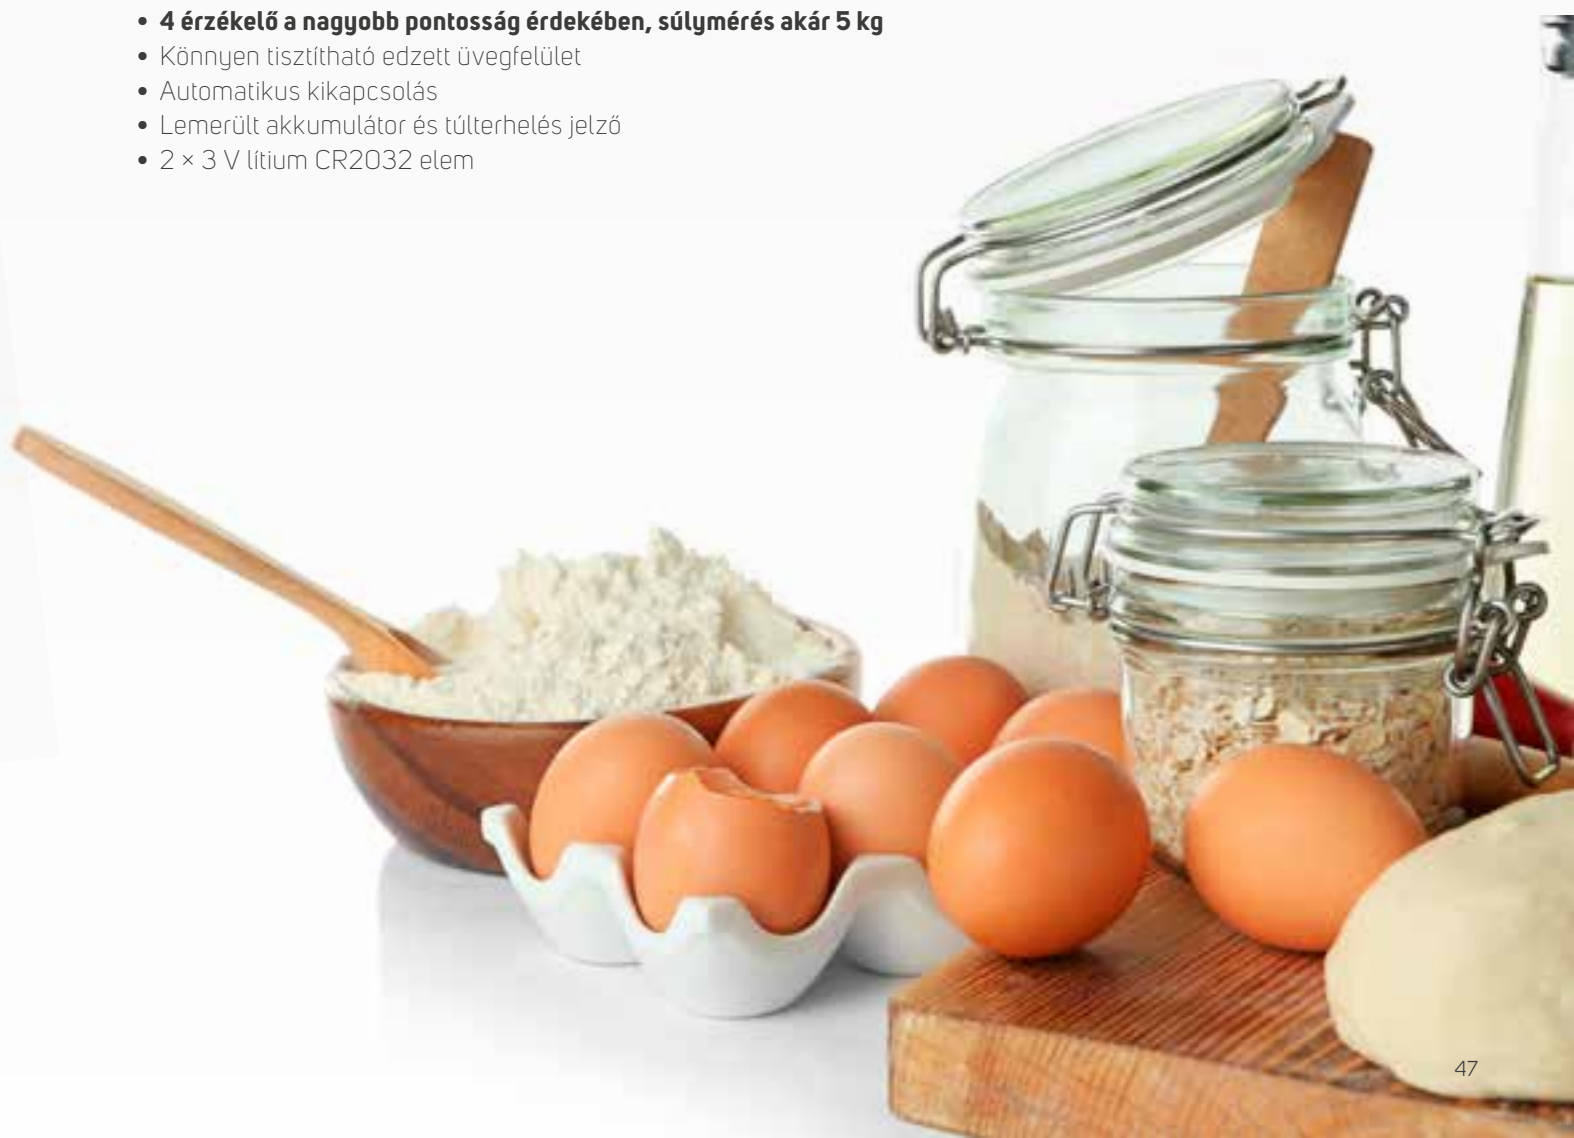 • 4 érzékelő a nagyobb pontosság érdekében, súlymérés akár 5 kg
• Könnyen tisztítható edzett üvegfelület
• Automatikus kikapcsolás
• Lemerült akkumulátor és túlterhelés jelző
• 2 × 3 V lítium CR2032 elem
47